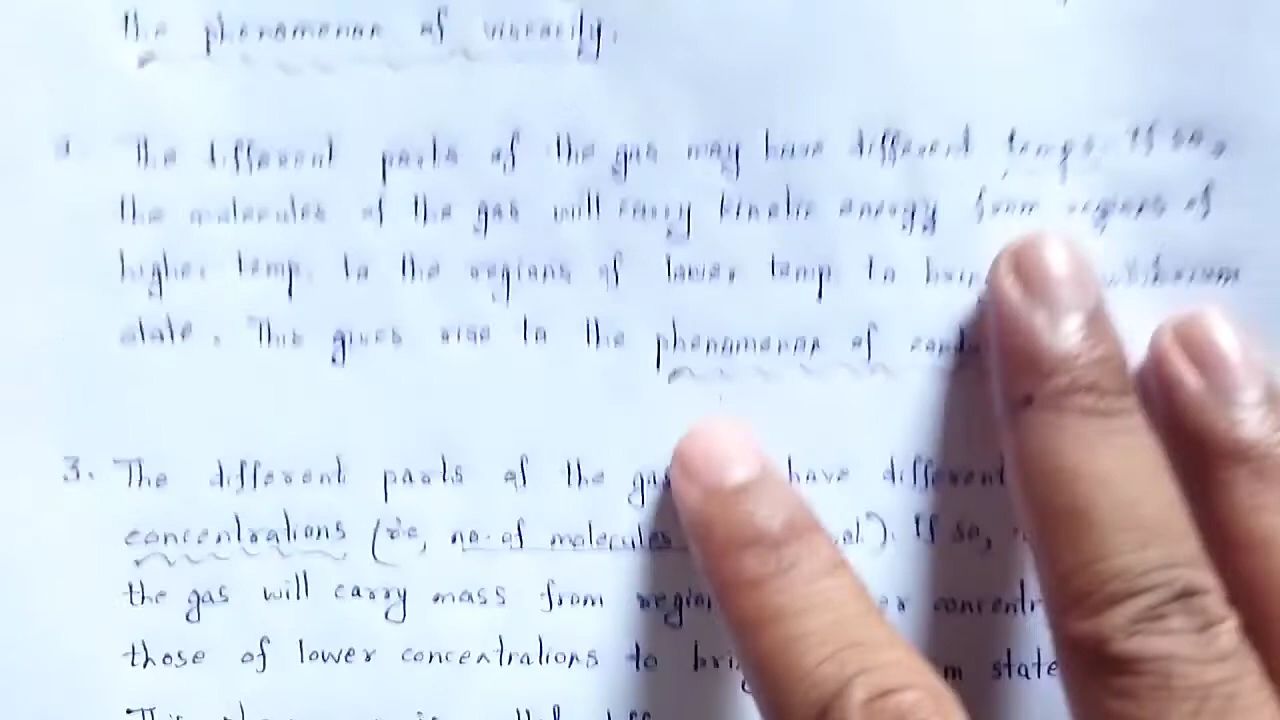 the phenomenon of viscosity.
The different parts of the gas may have different temps. If so,
the molecules of the gas will carry kinetic energy from regions of
higher temp. to the regions of lower temp. to
state. This gives rise to the phenomenon of
3. The different parts of the gas have different
concentrations (ie, no. of molecules vol.). If so,
the gas will carry mass from
those of lower concentrations to state